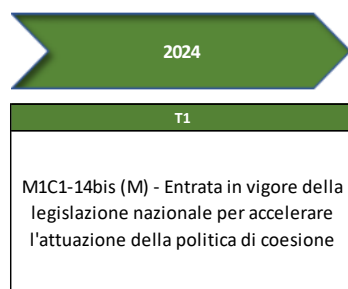 2024
T1
M1C1-14bis (M) - Entrata in vigore della
legislazione nazionale per accelerare
l'attuazione della politica di coesione